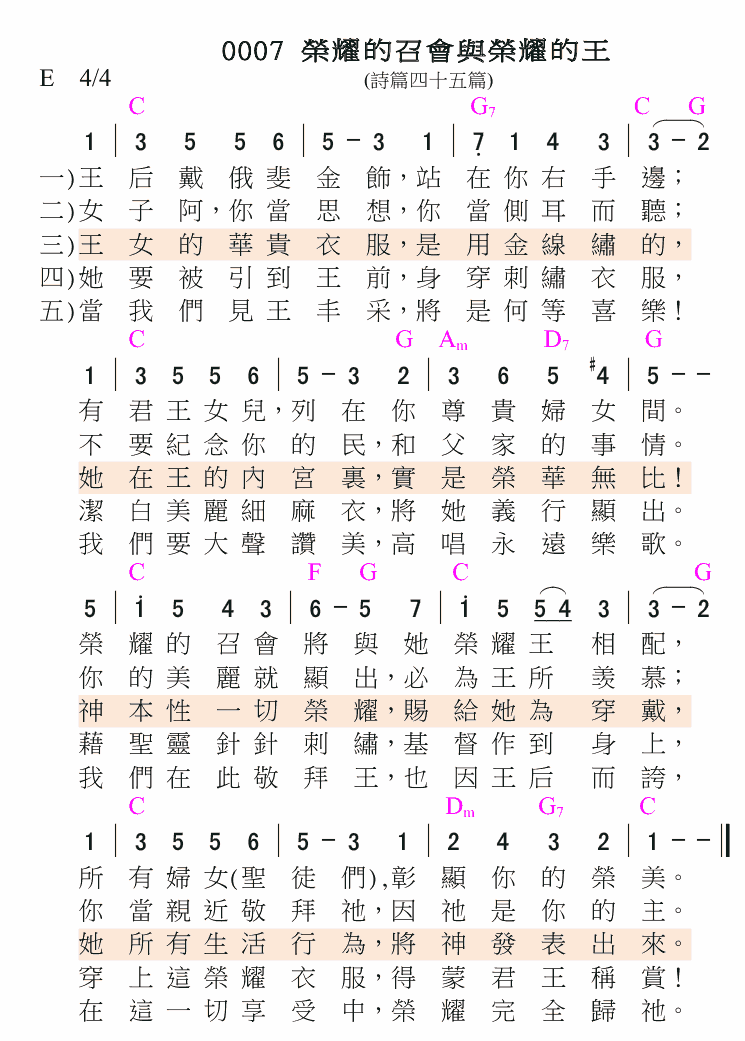 0007 榮耀的召會與榮耀的王
E 4/4 (詩篇四十五篇)
C G7 C G
1 | 3 5 5 6 | 5 - 3 1 | 7̣ 1 4 3 | 3 - 2
一)王后戴俄斐金飾，站在你右手邊；
二)女子阿，你當思想，你當側耳而聽；
三)王女的華貴衣服，是用金線繡的，
四)她要被引到王前，身穿刺繡衣服，
五)當我們見王丰采，將是何等喜樂！
C G Am D7 G
1 | 3 5 5 6 | 5 - 3 2 | 3 6 5 #4 | 5 - -
有君王女兒，列在你尊貴婦女間。
不要紀念你的民，和父家的事情。
她在王的內宮裏，實是榮華無比！
潔白美麗細麻衣，將她義行顯出。
我們要大聲讚美，高唱永遠樂歌。
C F G C G
5 | 1̇ 5 4 3 | 6 - 5 7 | 1̇ 5 5 4 3 | 3 - 2
榮耀的召會將與她榮耀王相配，
你的美麗就顯出，必為王所羨慕；
神本性一切榮耀，賜給她為穿戴，
藉聖靈針針刺繡，基督作到身上，
我們在此敬拜王，也因王后而誇，
C Dm G7 C
1 | 3 5 5 6 | 5 - 3 1 | 2 4 3 2 | 1 - - ‖
所有婦女(聖徒們)，彰顯你的榮美。
你當親近敬拜祂，因祂是你的主。
她所有生活行為，將神發表出來。
穿上這榮耀衣服，得蒙君王稱賞！
在這一切享受中，榮耀完全歸祂。